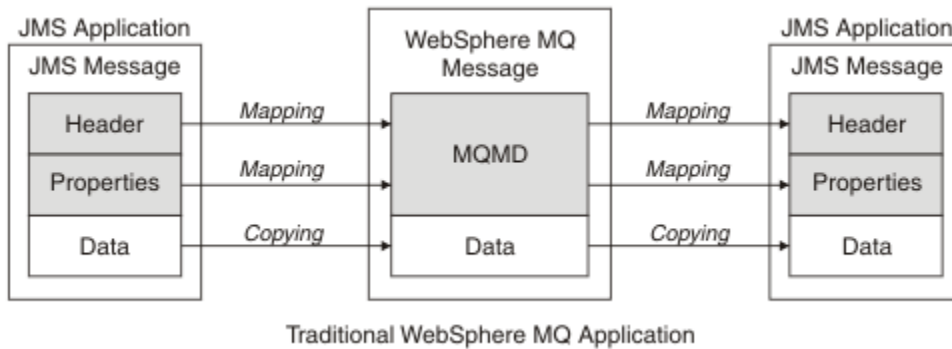 JMS Application
JMS Message
Header
Properties
Data
Mapping
Mapping
Copying
WebSphere MQ
Message
MQMD
Data
Mapping
Mapping
Copying
JMS Application
JMS Message
Header
Properties
Data
Traditional WebSphere MQ Application